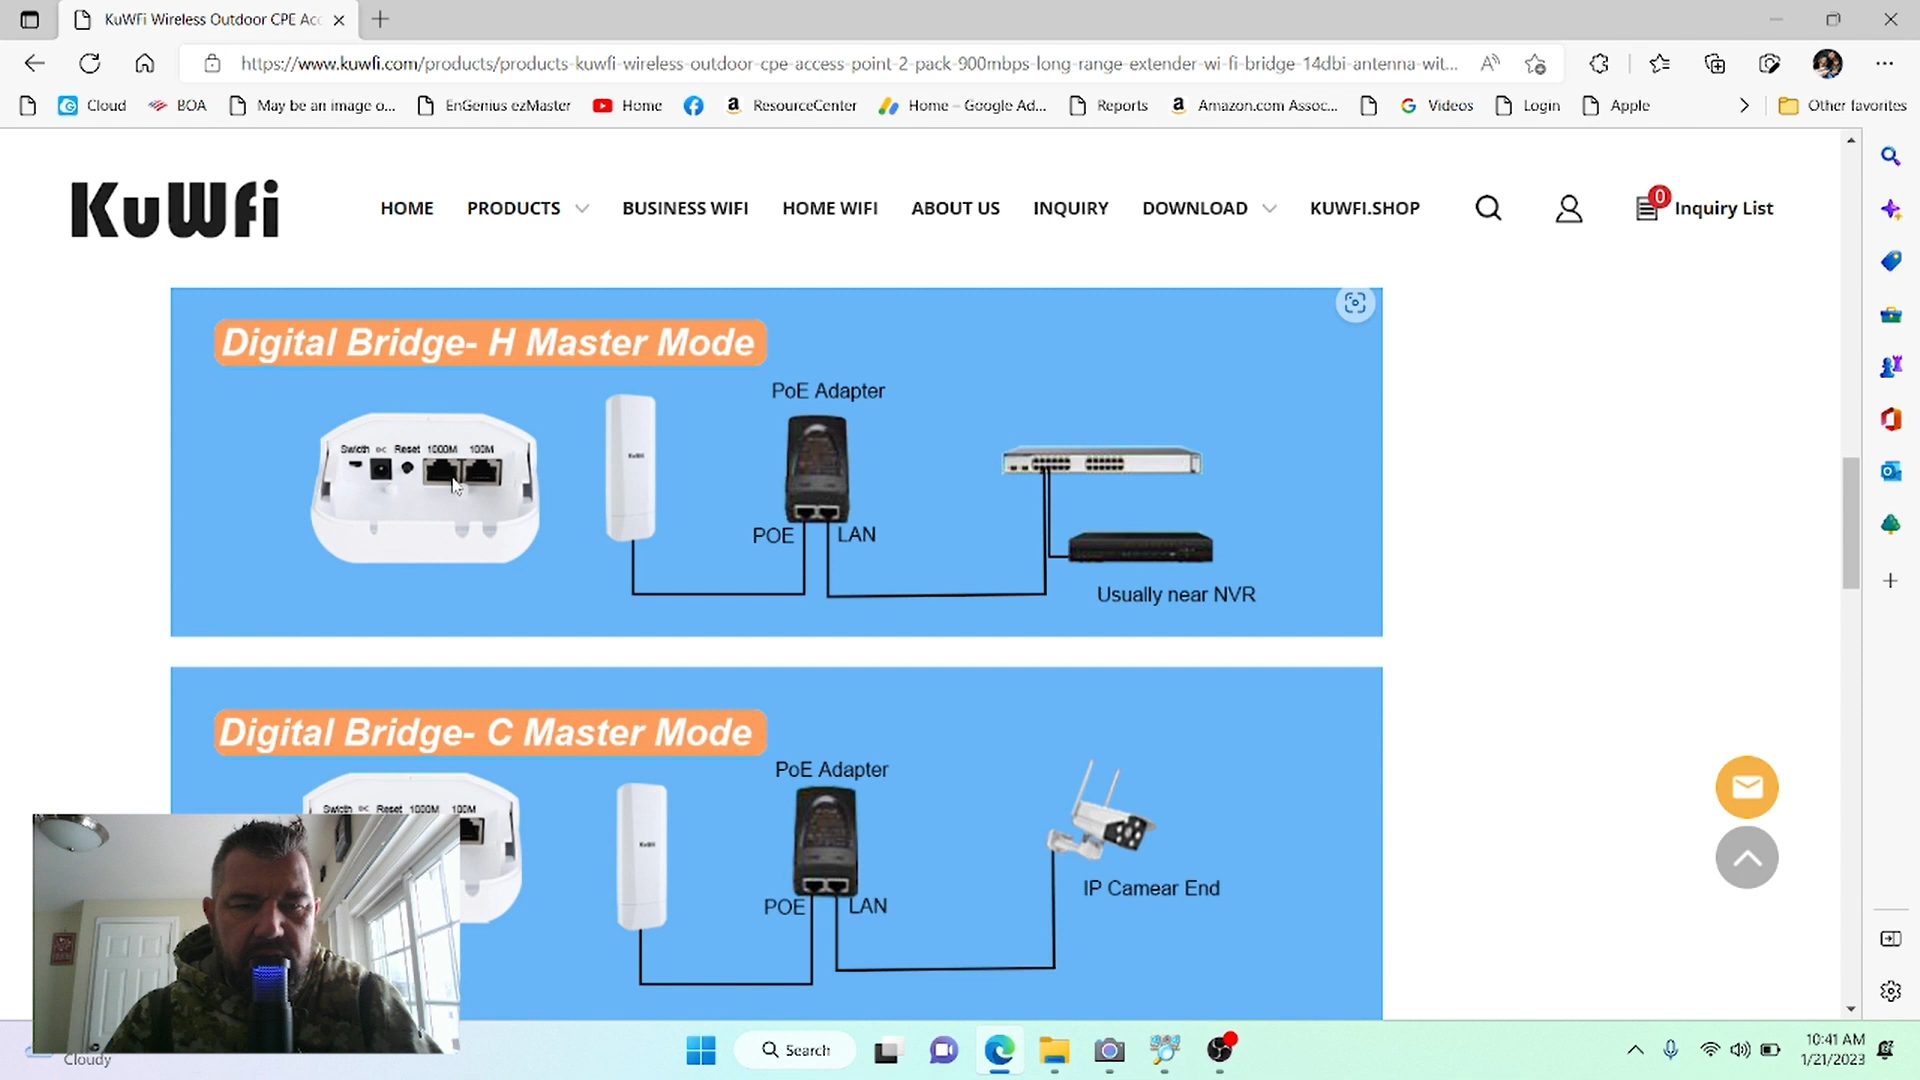 KuWFi Wireless Outdoor CPE Acc
https://www.kuwfi.com/products/products-kuwfi-wireless-outdoor-cpe-access-point-2-pack-900mbps-long-range-extender-wi-fi-bridge-14dbi-antenna-wit...
Cloud BOA May be an image o... EnGenius ezMaster Home ResourceCenter Home – Google Ad... Reports Amazon.com Assoc... Videos Login Apple Other favorites
KuWfi HOME PRODUCTS BUSINESS WIFI HOME WIFI ABOUT US INQUIRY DOWNLOAD KUWFI.SHOP 0 Inquiry List
Digital Bridge- H Master Mode
PoE Adapter
Swicth DC Reset 1000M 100M
POE LAN
Usually near NVR
Digital Bridge- C Master Mode
PoE Adapter
Swicth DC Reset 1000M 100M
IP Camear End
POE LAN
Cloudy
Search
10:41 AM
1/21/2023